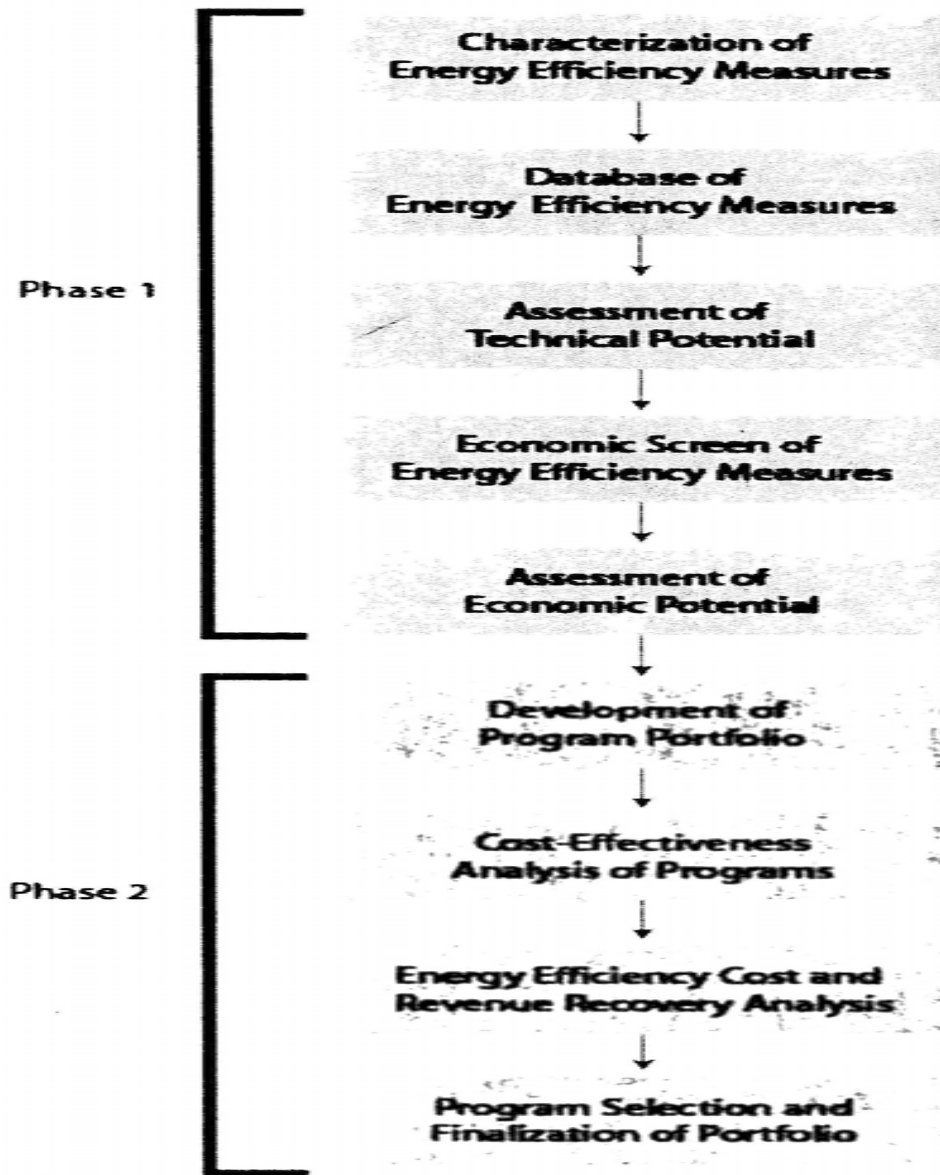 Characterization of
Energy Efficiency Measures
Database of
Energy Efficiency Measures
Phase 1
Assessment of
Technical Potential
Economic Screen of
Energy Efficiency Measures
Assessment of
Economic Potential
Development of
Program Portfolio
Cost-Effectiveness
Analysis of Programs
Phase 2
Energy Efficiency Cost and
Revenue Recovery Analysis
Program Selection and
Finalization of Portfolio